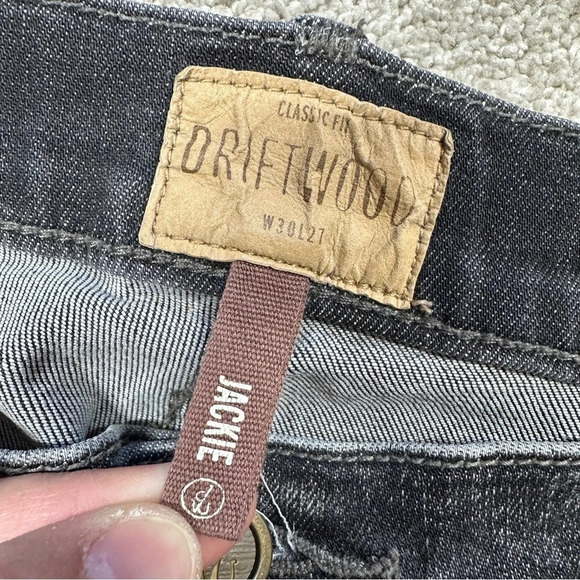 CLASSIC FIT
DRIFTWOOD
W30L27
JACKIE